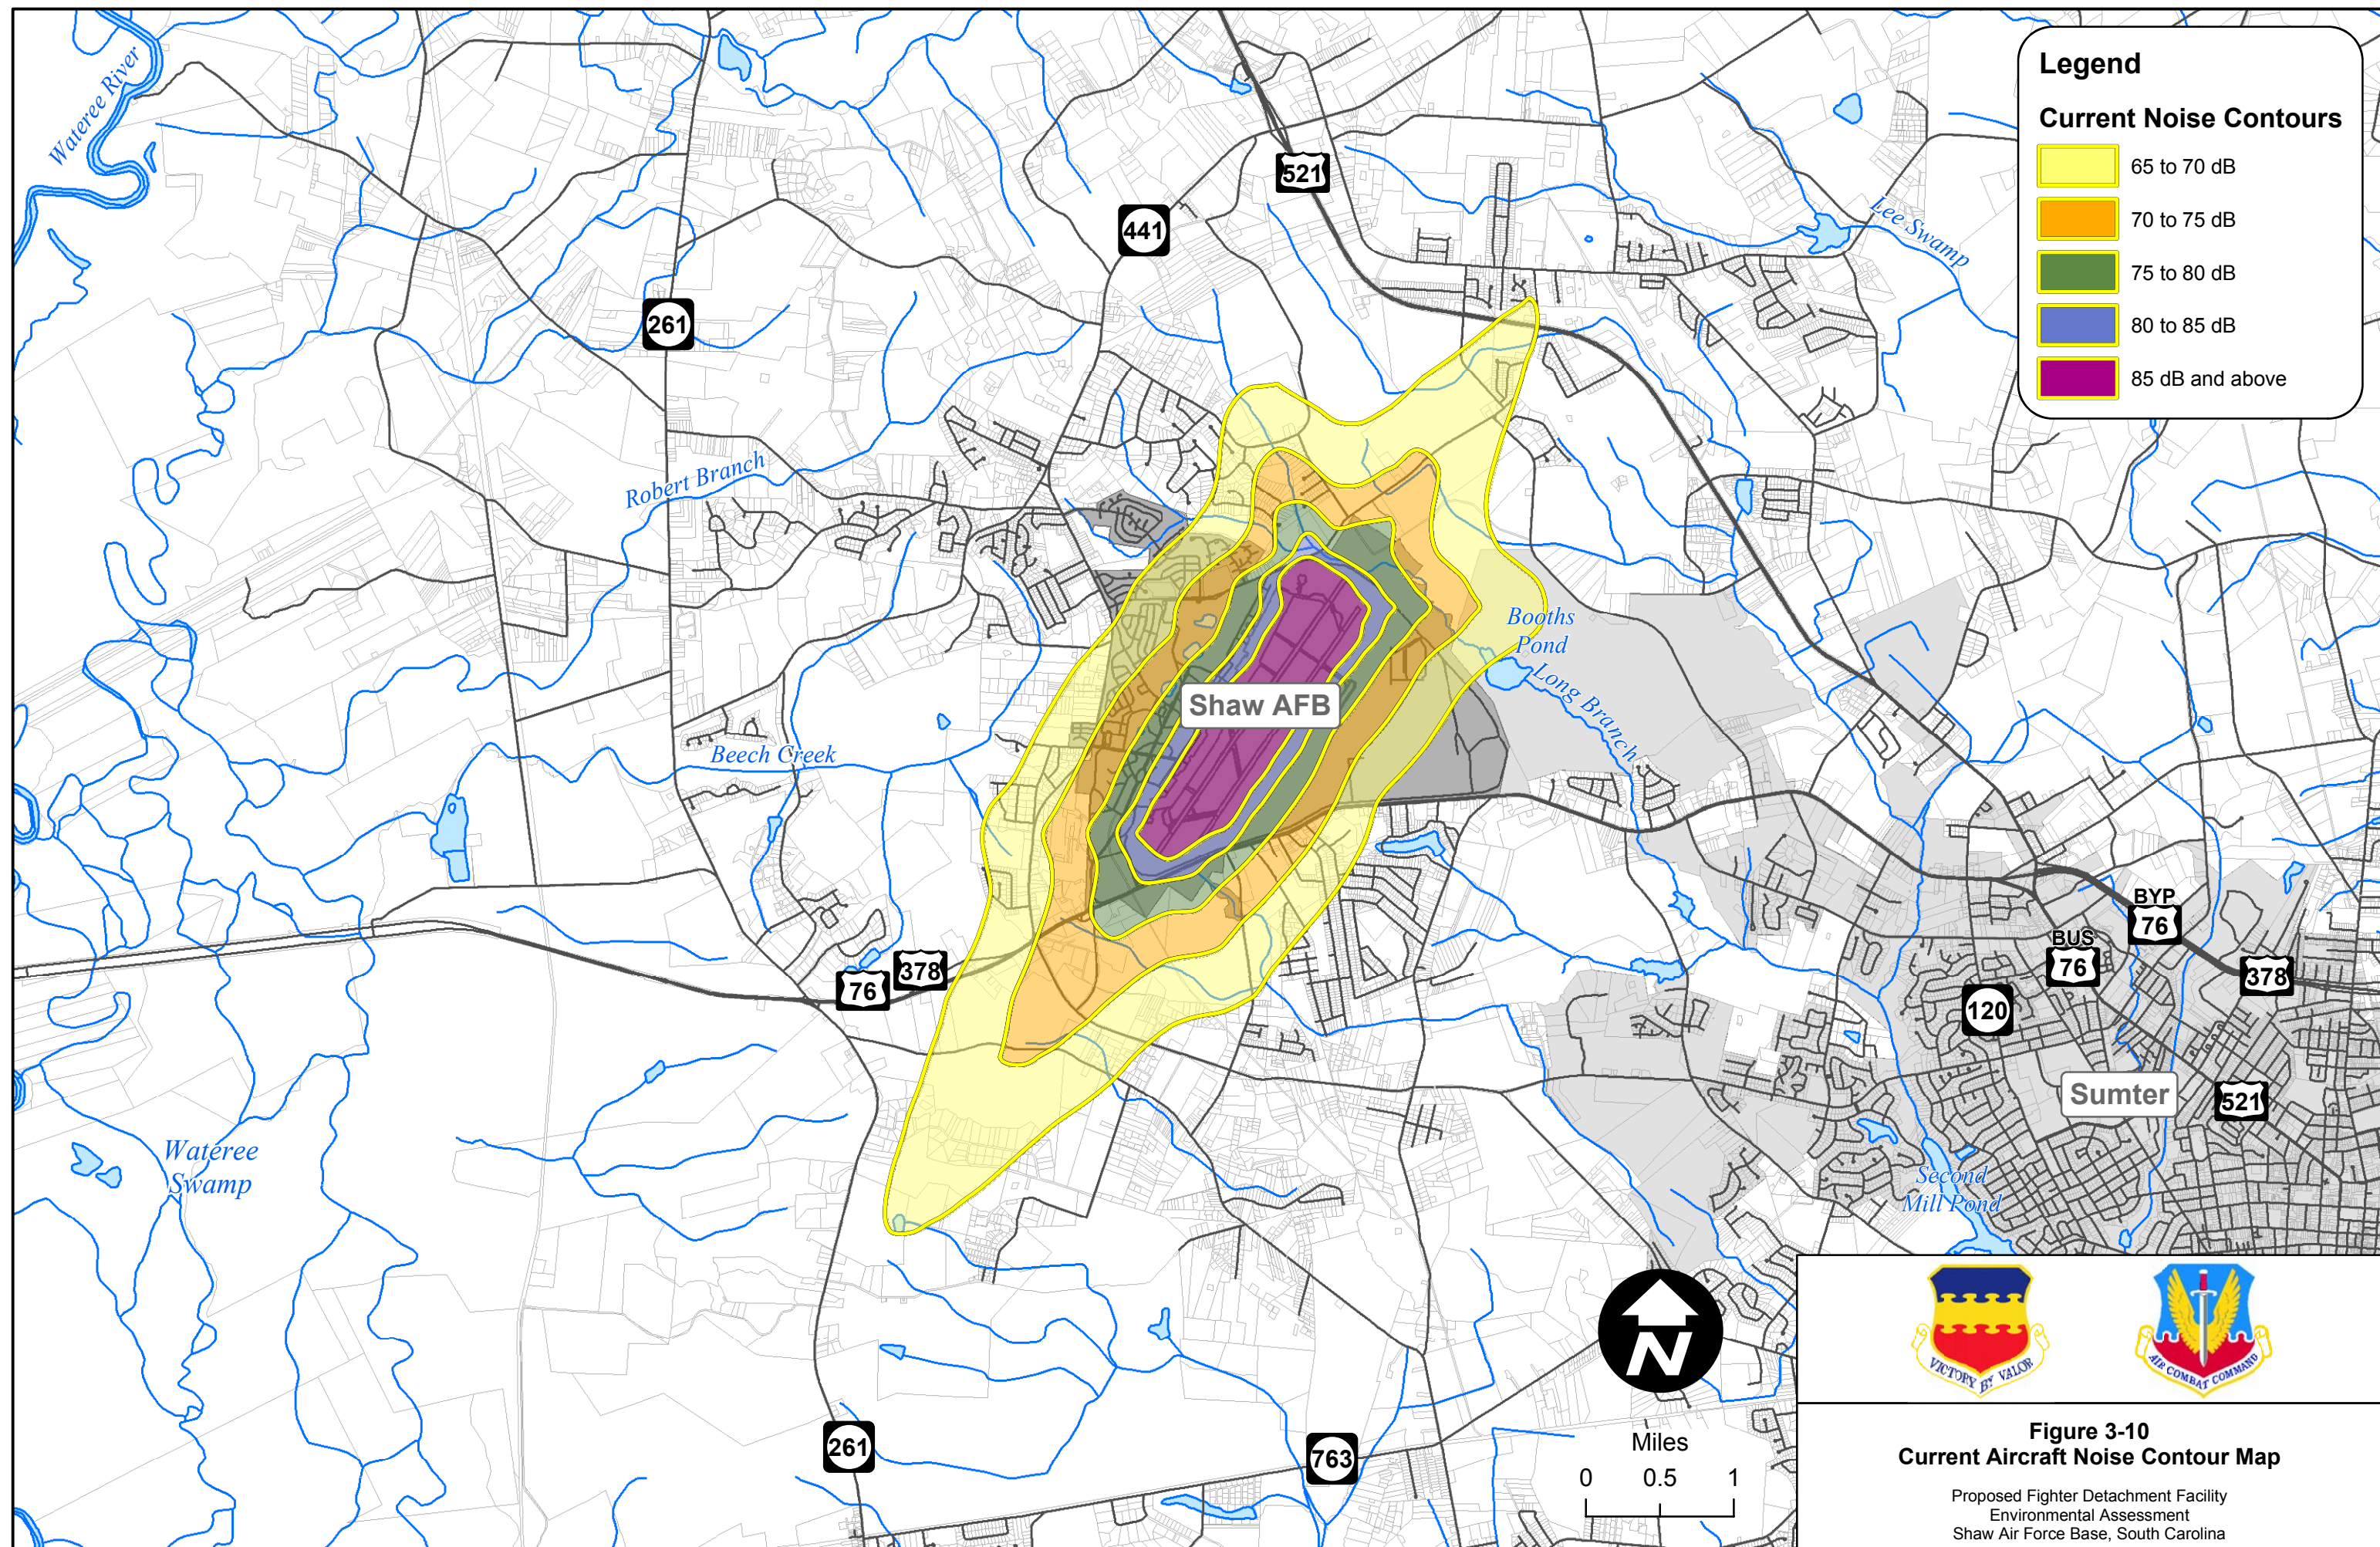 Wateree River
521
441
261
Lee Swamp
Legend
Current Noise Contours
65 to 70 dB
70 to 75 dB
75 to 80 dB
80 to 85 dB
85 dB and above
Robert Branch
Booths
Pond
Long Branch
Shaw AFB
Beech Creek
76
378
BYP
76
BUS
76
378
120
Sumter
521
Wateree
Swamp
Second
Mill Pond
261
763
N
Miles
0 0.5 1
VICTORY BY VALOR
AIR COMBAT COMMAND
Figure 3-10
Current Aircraft Noise Contour Map
Proposed Fighter Detachment Facility
Environmental Assessment
Shaw Air Force Base, South Carolina